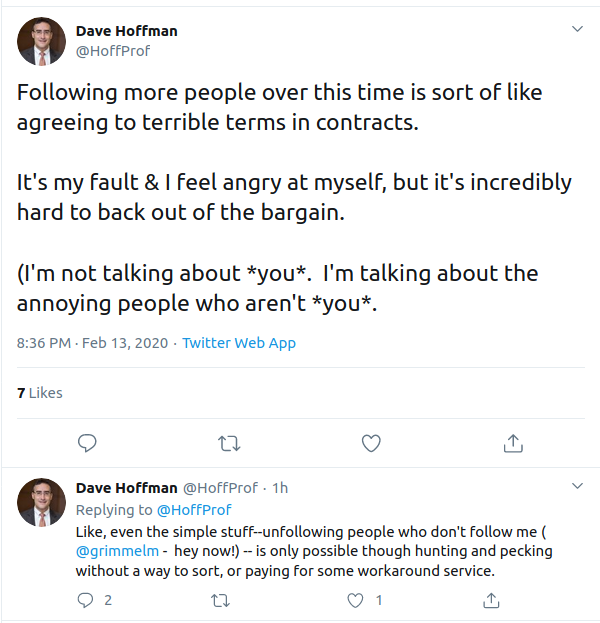 Dave Hoffman
@HoffProf
Following more people over this time is sort of like
agreeing to terrible terms in contracts.
It's my fault & I feel angry at myself, but it's incredibly
hard to back out of the bargain.
(I'm not talking about *you*.  I'm talking about the
annoying people who aren't *you*.
8:36 PM · Feb 13, 2020 · Twitter Web App
7 Likes
Dave Hoffman @HoffProf · 1h
Replying to @HoffProf
Like, even the simple stuff--unfollowing people who don't follow me (
@grimmelm -  hey now!) -- is only possible though hunting and pecking
without a way to sort, or paying for some workaround service.
2 1